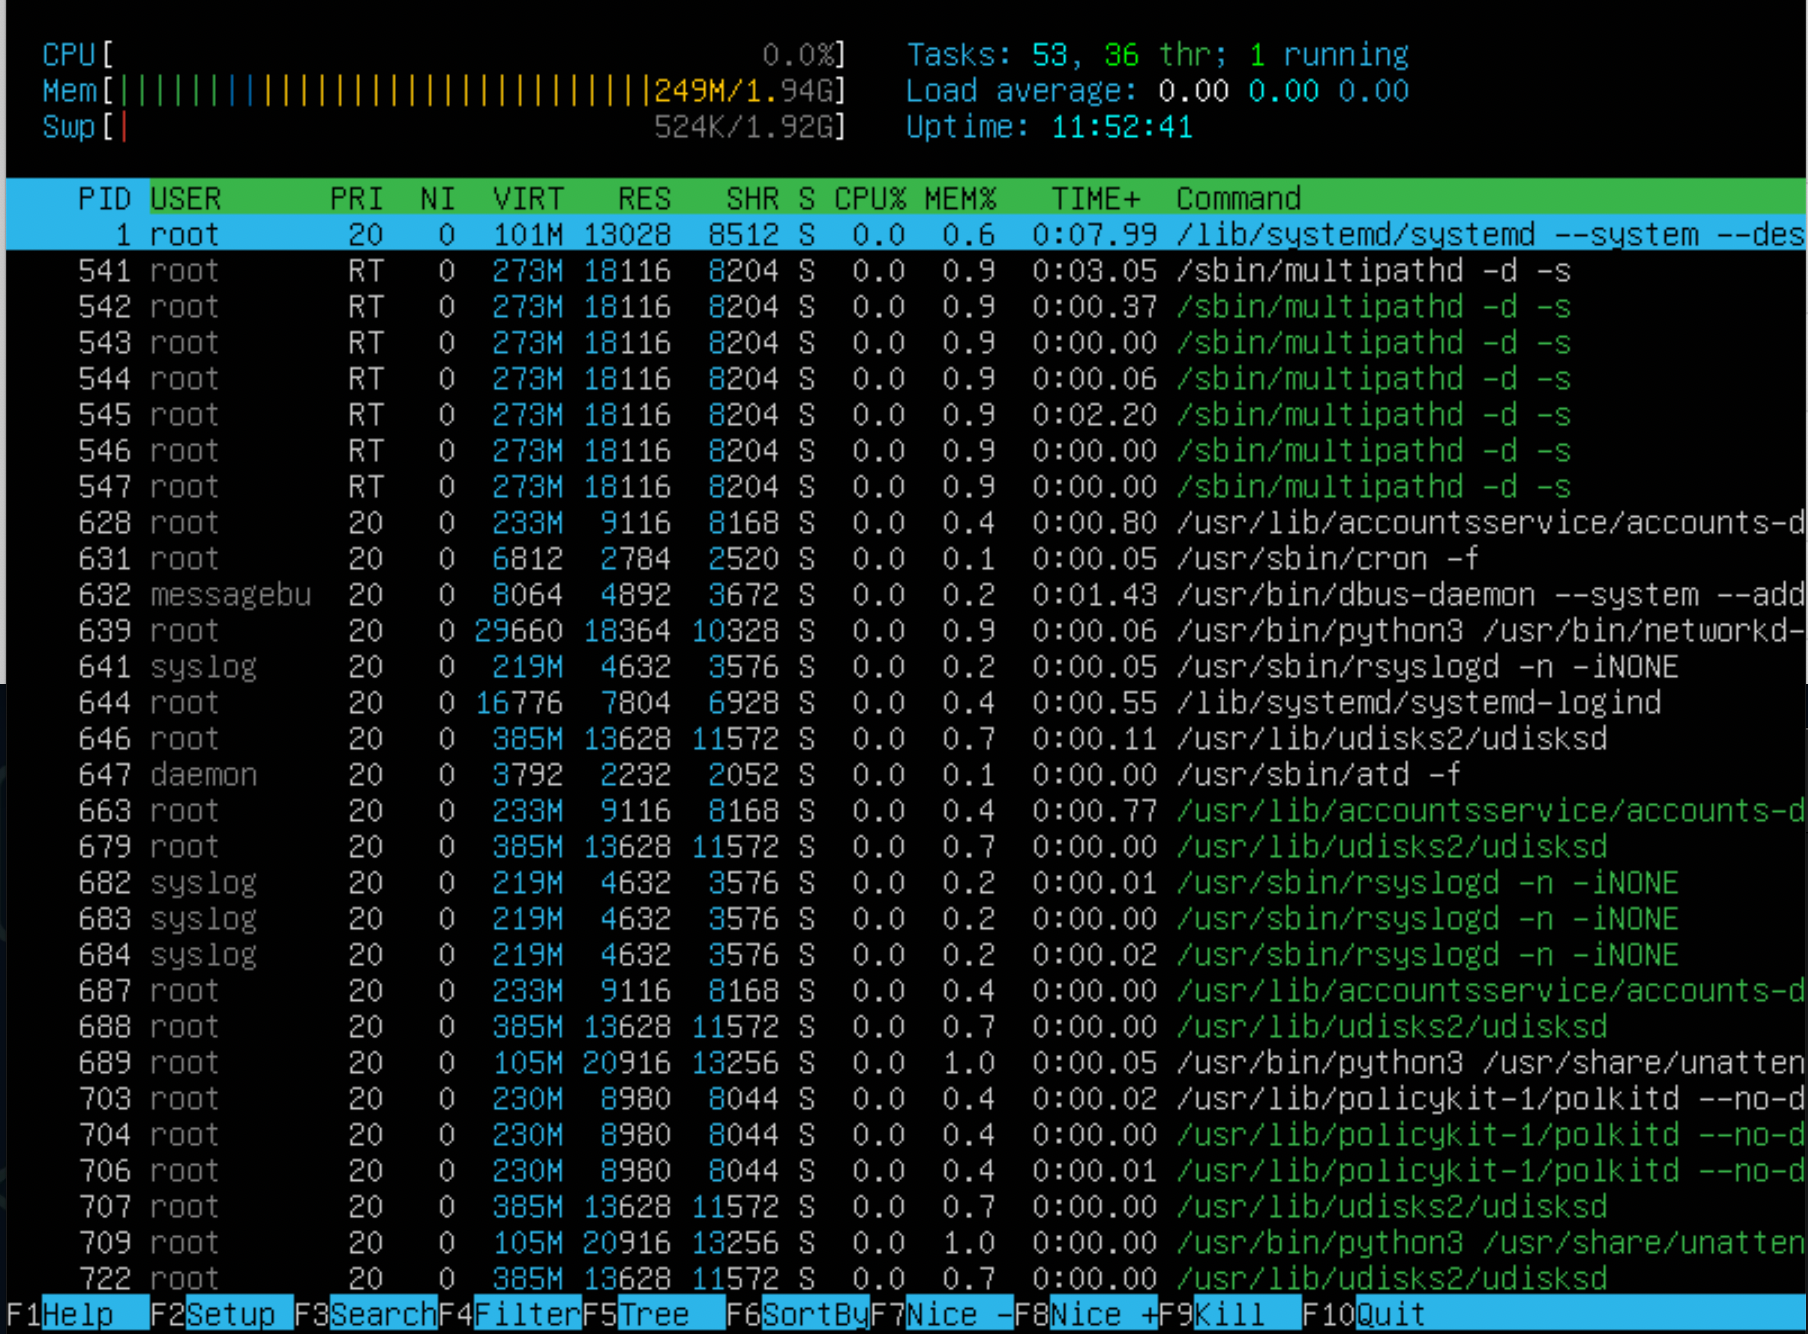 CPU[ 0.0%] Tasks: 53, 36 thr; 1 running
Mem[||||||||||||||||||||||||||||||249M/1.94G] Load average: 0.00 0.00 0.00
Swp[| 524K/1.92G] Uptime: 11:52:41
PID USER PRI NI VIRT RES SHR S CPU% MEM% TIME+ Command
1 root 20 0 101M 13028 8512 S 0.0 0.6 0:07.99 /lib/systemd/systemd --system --des
541 root RT 0 273M 18116 8204 S 0.0 0.9 0:03.05 /sbin/multipathd -d -s
542 root RT 0 273M 18116 8204 S 0.0 0.9 0:00.37 /sbin/multipathd -d -s
543 root RT 0 273M 18116 8204 S 0.0 0.9 0:00.00 /sbin/multipathd -d -s
544 root RT 0 273M 18116 8204 S 0.0 0.9 0:00.06 /sbin/multipathd -d -s
545 root RT 0 273M 18116 8204 S 0.0 0.9 0:02.20 /sbin/multipathd -d -s
546 root RT 0 273M 18116 8204 S 0.0 0.9 0:00.00 /sbin/multipathd -d -s
547 root RT 0 273M 18116 8204 S 0.0 0.9 0:00.00 /sbin/multipathd -d -s
628 root 20 0 233M 9116 8168 S 0.0 0.4 0:00.80 /usr/lib/accountsservice/accounts-d
631 root 20 0 6812 2784 2520 S 0.0 0.1 0:00.05 /usr/sbin/cron -f
632 messagebu 20 0 8064 4892 3672 S 0.0 0.2 0:01.43 /usr/bin/dbus-daemon --system --add
639 root 20 0 29660 18364 10328 S 0.0 0.9 0:00.06 /usr/bin/python3 /usr/bin/networkd-
641 syslog 20 0 219M 4632 3576 S 0.0 0.2 0:00.05 /usr/sbin/rsyslogd -n -iNONE
644 root 20 0 16776 7804 6928 S 0.0 0.4 0:00.55 /lib/systemd/systemd-logind
646 root 20 0 385M 13628 11572 S 0.0 0.7 0:00.11 /usr/lib/udisks2/udisksd
647 daemon 20 0 3792 2232 2052 S 0.0 0.1 0:00.00 /usr/sbin/atd -f
663 root 20 0 233M 9116 8168 S 0.0 0.4 0:00.77 /usr/lib/accountsservice/accounts-d
679 root 20 0 385M 13628 11572 S 0.0 0.7 0:00.00 /usr/lib/udisks2/udisksd
682 syslog 20 0 219M 4632 3576 S 0.0 0.2 0:00.01 /usr/sbin/rsyslogd -n -iNONE
683 syslog 20 0 219M 4632 3576 S 0.0 0.2 0:00.00 /usr/sbin/rsyslogd -n -iNONE
684 syslog 20 0 219M 4632 3576 S 0.0 0.2 0:00.02 /usr/sbin/rsyslogd -n -iNONE
687 root 20 0 233M 9116 8168 S 0.0 0.4 0:00.00 /usr/lib/accountsservice/accounts-d
688 root 20 0 385M 13628 11572 S 0.0 0.7 0:00.00 /usr/lib/udisks2/udisksd
689 root 20 0 105M 20916 13256 S 0.0 1.0 0:00.05 /usr/bin/python3 /usr/share/unatten
703 root 20 0 230M 8980 8044 S 0.0 0.4 0:00.02 /usr/lib/policykit-1/polkitd --no-d
704 root 20 0 230M 8980 8044 S 0.0 0.4 0:00.00 /usr/lib/policykit-1/polkitd --no-d
706 root 20 0 230M 8980 8044 S 0.0 0.4 0:00.01 /usr/lib/policykit-1/polkitd --no-d
707 root 20 0 385M 13628 11572 S 0.0 0.7 0:00.00 /usr/lib/udisks2/udisksd
709 root 20 0 105M 20916 13256 S 0.0 1.0 0:00.00 /usr/bin/python3 /usr/share/unatten
722 root 20 0 385M 13628 11572 S 0.0 0.7 0:00.00 /usr/lib/udisks2/udisksd
F1Help F2Setup F3SearchF4FilterF5Tree F6SortByF7Nice -F8Nice +F9Kill F10Quit